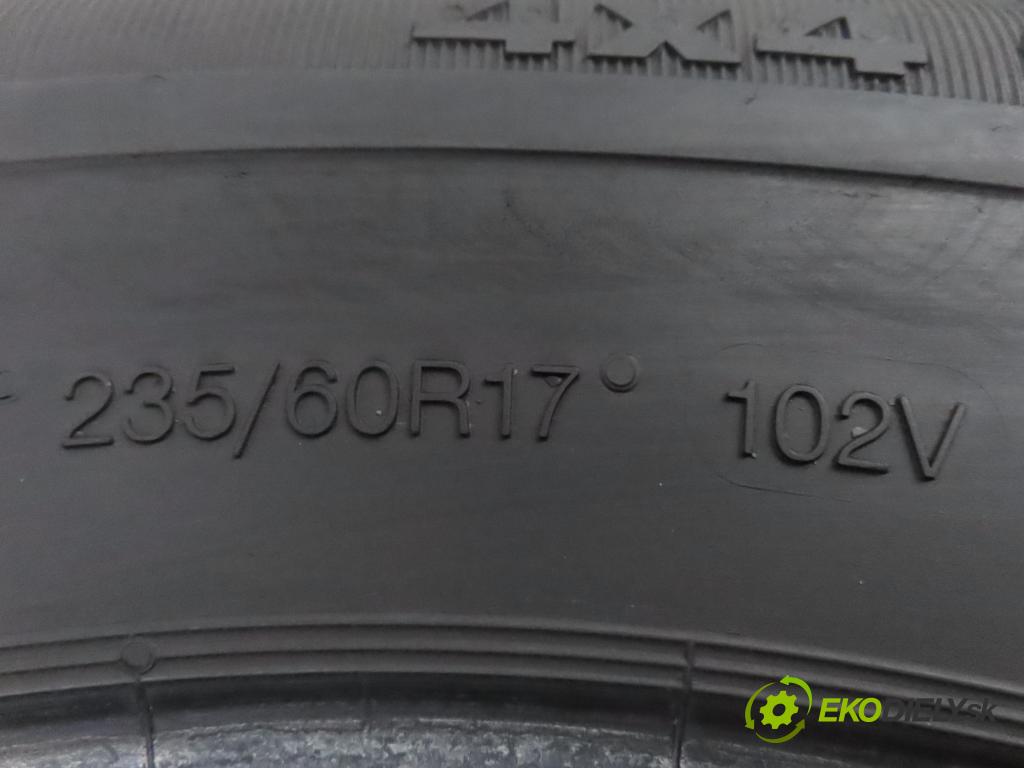 4x4
235/60R17 102V
EKODIELY.sk